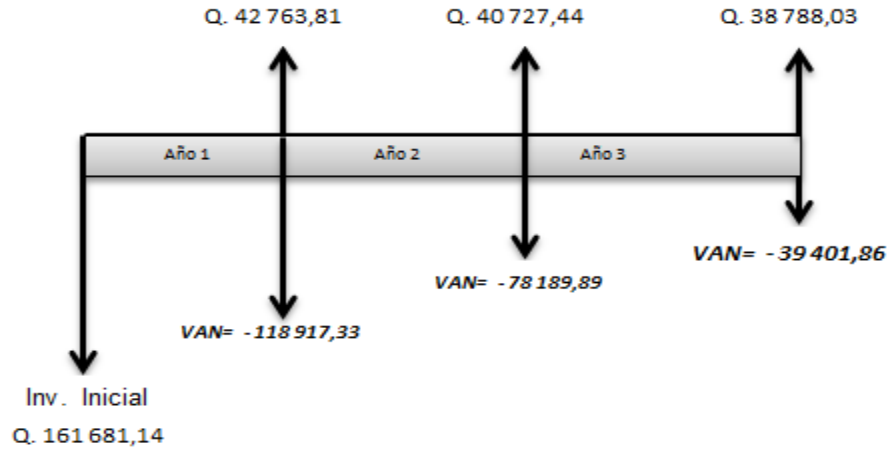 Q. 42 763,81
Q. 40 727,44
Q. 38 788,03
Año 1
Año 2
Año 3
VAN= - 39 401,86
VAN= - 78 189,89
VAN= - 118 917,33
Inv. Inicial
Q. 161 681,14